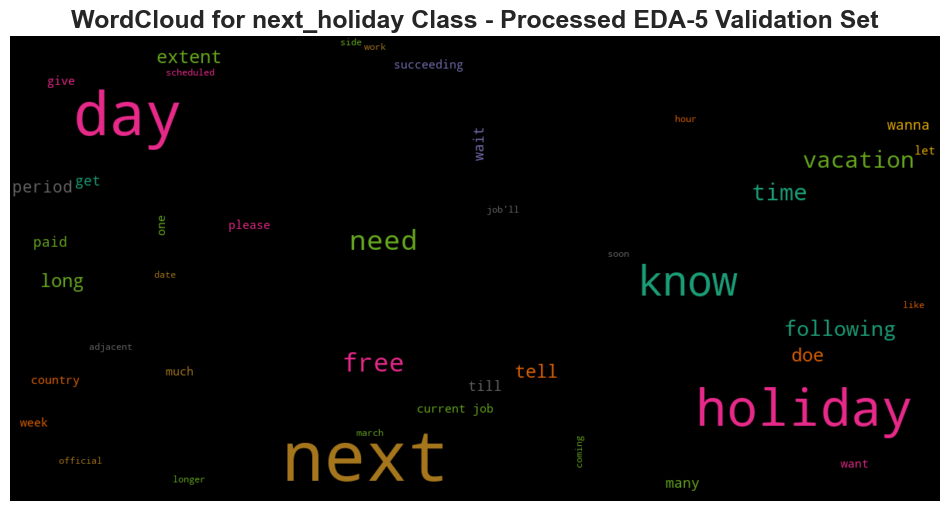 WordCloud for next_holiday Class - Processed EDA-5 Validation Set
side
work
extent
succeeding
scheduled
give
day
hour
wanna
wait
let
vacation
period
get
time
job'll
one
please
need
paid
soon
date
long
know
like
following
adjacent
doe
free
tell
much
country
till
holiday
current job
week
march
next
coming
official
want
longer
many